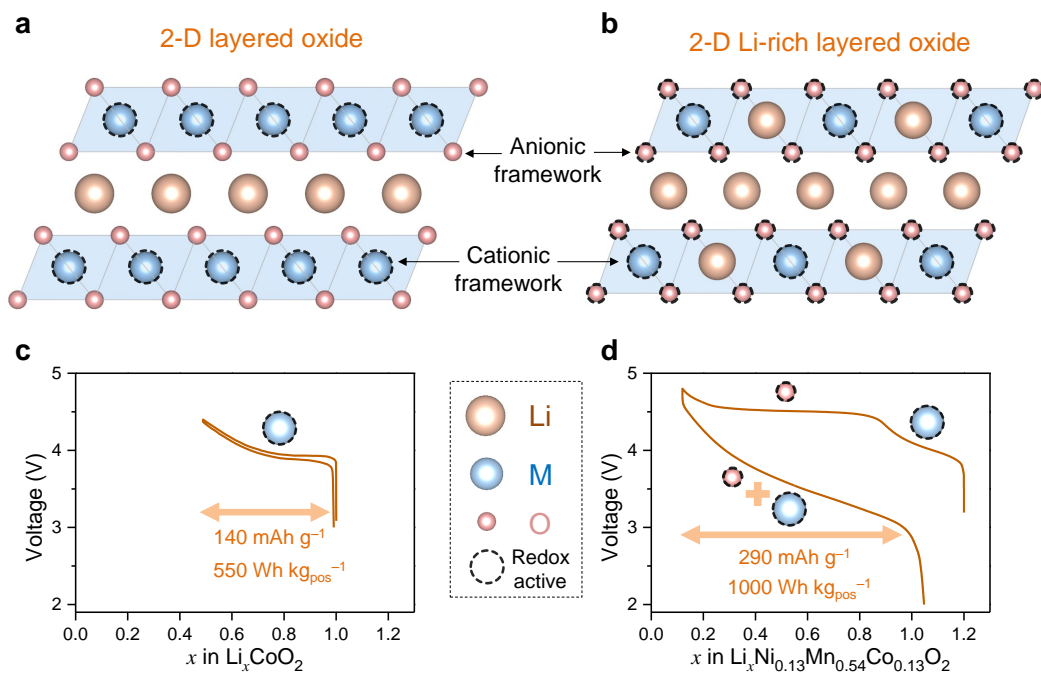 a
2-D layered oxide
b
2-D Li-rich layered oxide
Anionic
framework
Cationic
framework
c
5
4
3
2
Voltage (V)
140 mAh g⁻¹
550 Wh kgpos⁻¹
0.0 0.2 0.4 0.6 0.8 1.0 1.2
x in LixCoO2
Li
M
O
Redox
active
d
5
4
3
2
Voltage (V)
290 mAh g⁻¹
1000 Wh kgpos⁻¹
0.0 0.2 0.4 0.6 0.8 1.0 1.2
x in LixNi0.13Mn0.54Co0.13O2